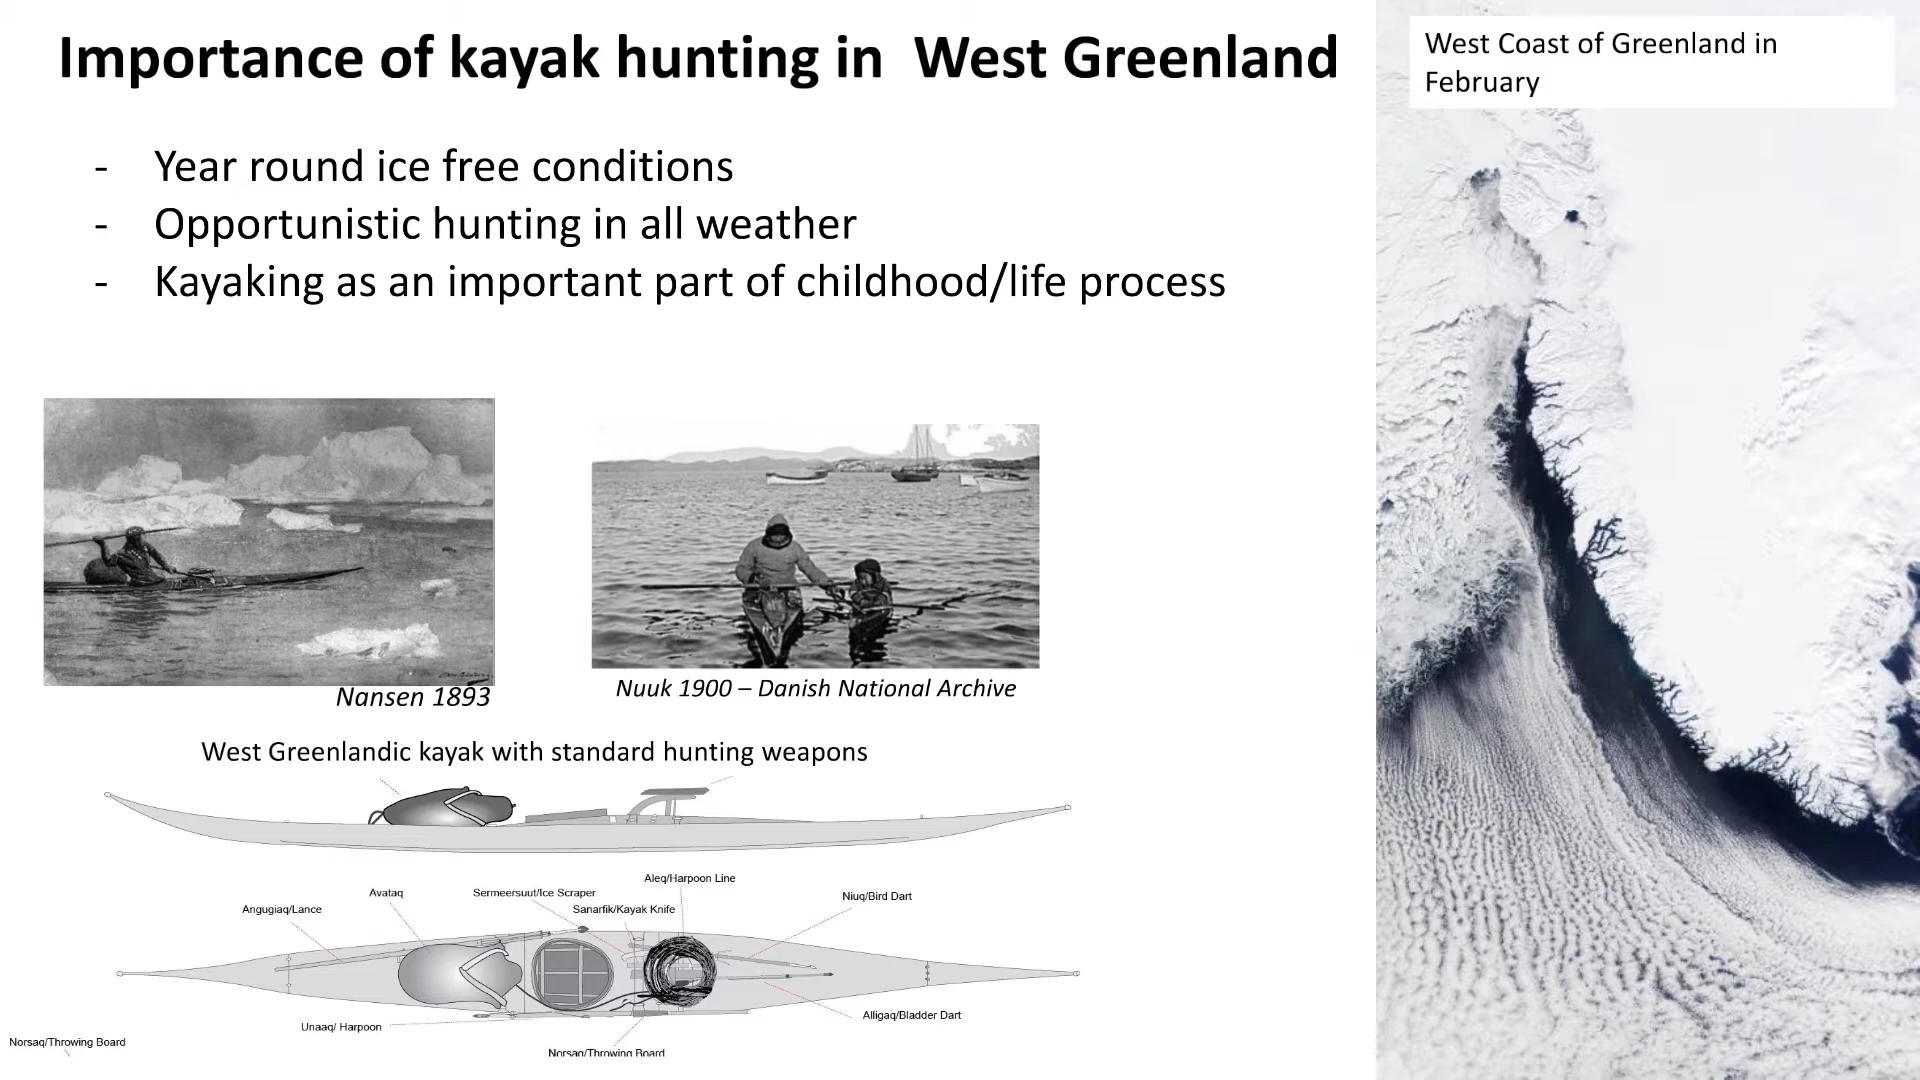 Importance of kayak hunting in  West Greenland
West Coast of Greenland in
February
- Year round ice free conditions
- Opportunistic hunting in all weather
- Kayaking as an important part of childhood/life process
Nansen 1893
Nuuk 1900 – Danish National Archive
West Greenlandic kayak with standard hunting weapons
Aleq/Harpoon Line
Avataq
Sermeersuut/Ice Scraper
Niuq/Bird Dart
Angugiaq/Lance
Sanarfik/Kayak Knife
Alligaq/Bladder Dart
Unaaq/ Harpoon
Norsaq/Throwing Board
Norsaq/Throwing Board